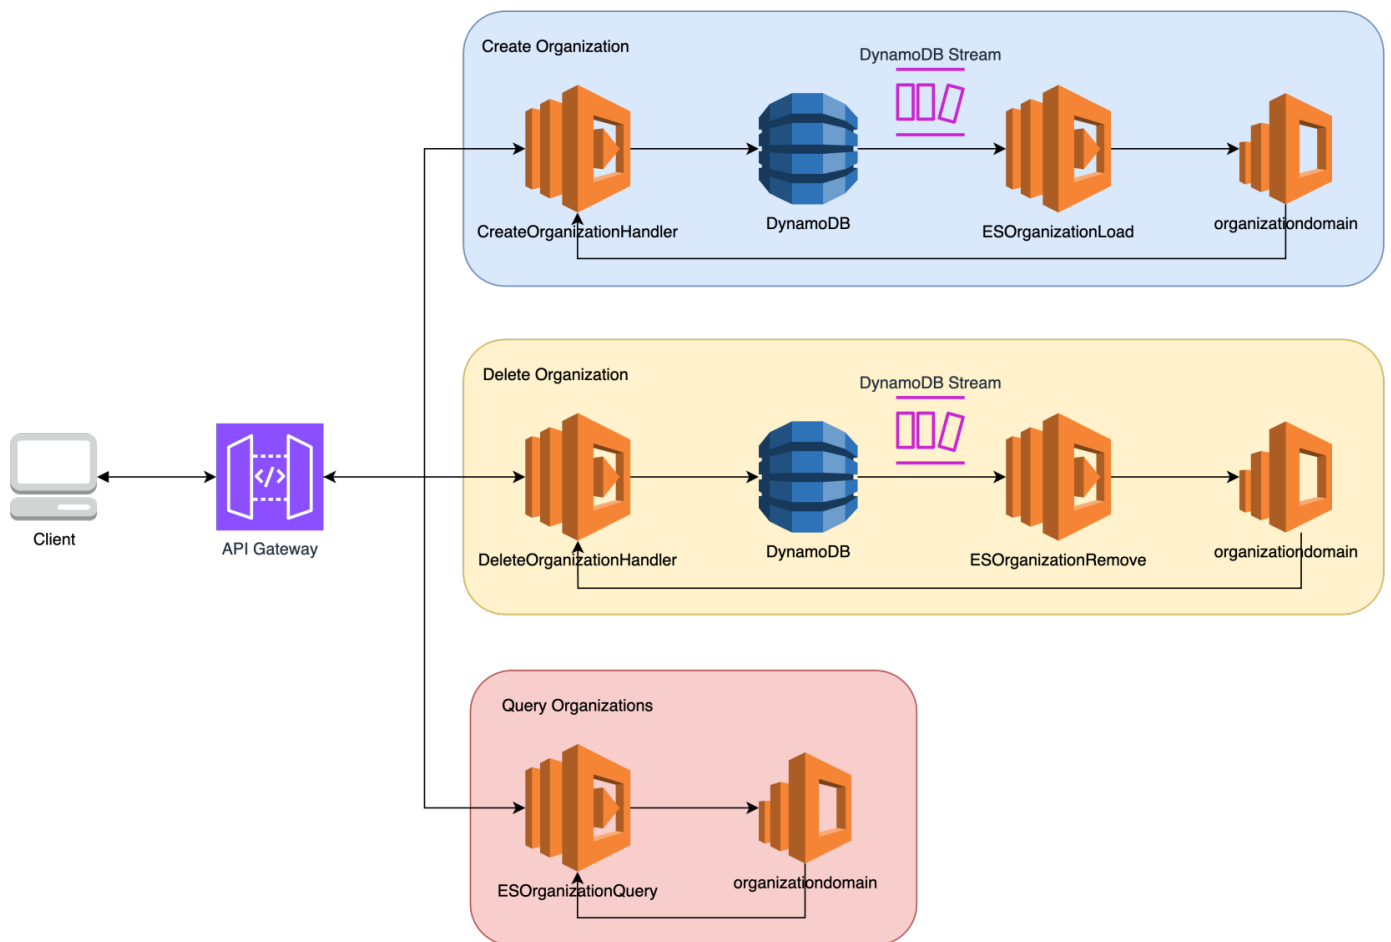 Create Organization
DynamoDB Stream
CreateOrganizationHandler
DynamoDB
ESOrganizationLoad
organizationdomain
Delete Organization
DynamoDB Stream
DeleteOrganizationHandler
DynamoDB
ESOrganizationRemove
organizationdomain
Client
</>
API Gateway
Query Organizations
ESOrganizationQuery
organizationdomain